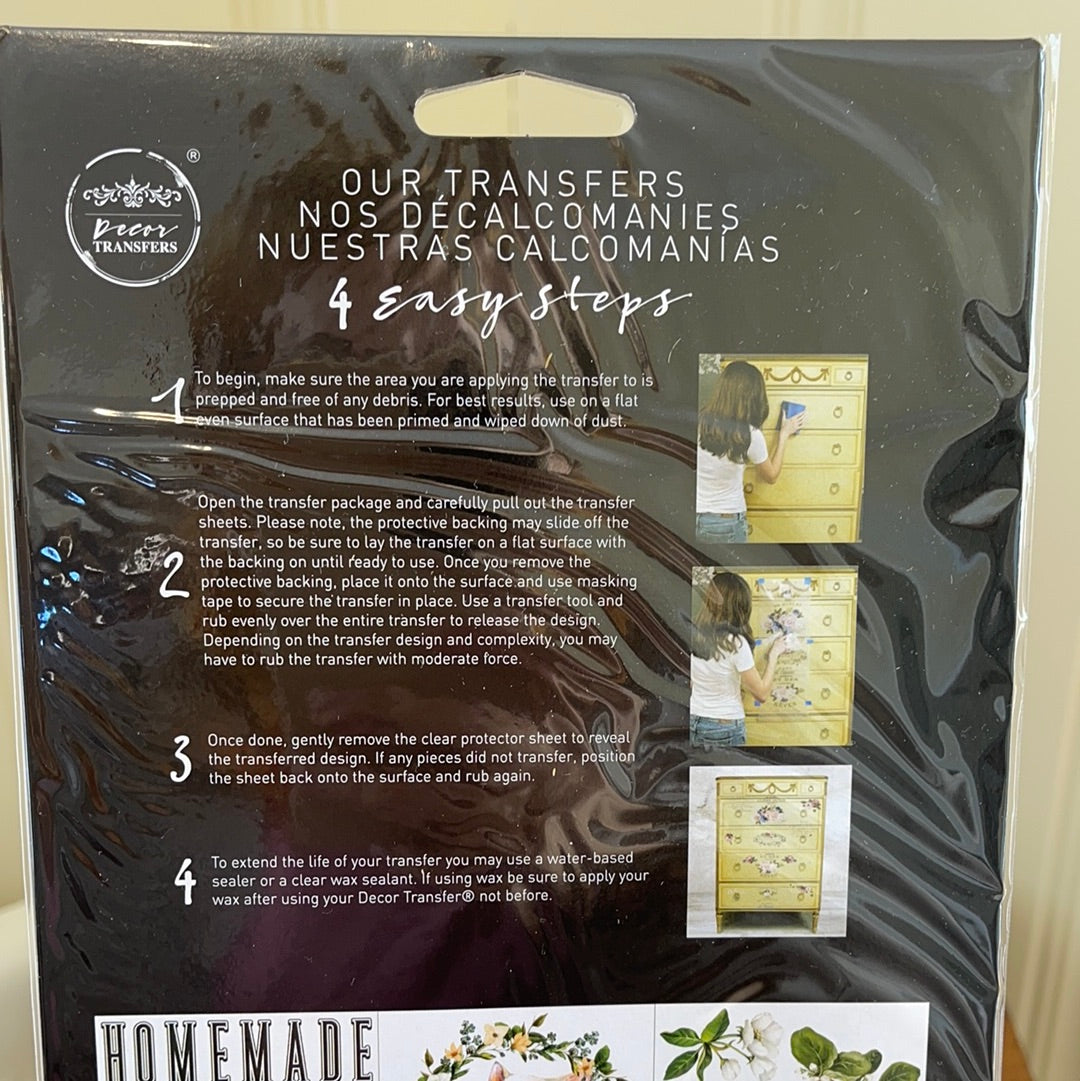 ®
Decor
TRANSFERS
OUR TRANSFERS
NOS DÉCALCOMANIES
NUESTRAS CALCOMANÍAS
4 easy steps
1
To begin, make sure the area you are applying the transfer to is
prepped and free of any debris. For best results, use on a flat
even surface that has been primed and wiped down of dust.
2
Open the transfer package and carefully pull out the transfer
sheets. Please note, the protective backing may slide off the
transfer, so be sure to lay the transfer on a flat surface with
the backing on until ready to use. Once you remove the
protective backing, place it onto the surface and use masking
tape to secure the transfer in place. Use a transfer tool and
rub evenly over the entire transfer to release the design.
Depending on the transfer design and complexity, you may
have to rub the transfer with moderate force.
3
Once done, gently remove the clear protector sheet to reveal
the transferred design. If any pieces did not transfer, position
the sheet back onto the surface and rub again.
4
To extend the life of your transfer you may use a water-based
sealer or a clear wax sealant. If using wax be sure to apply your
wax after using your Decor Transfer® not before.
HOMEMADE